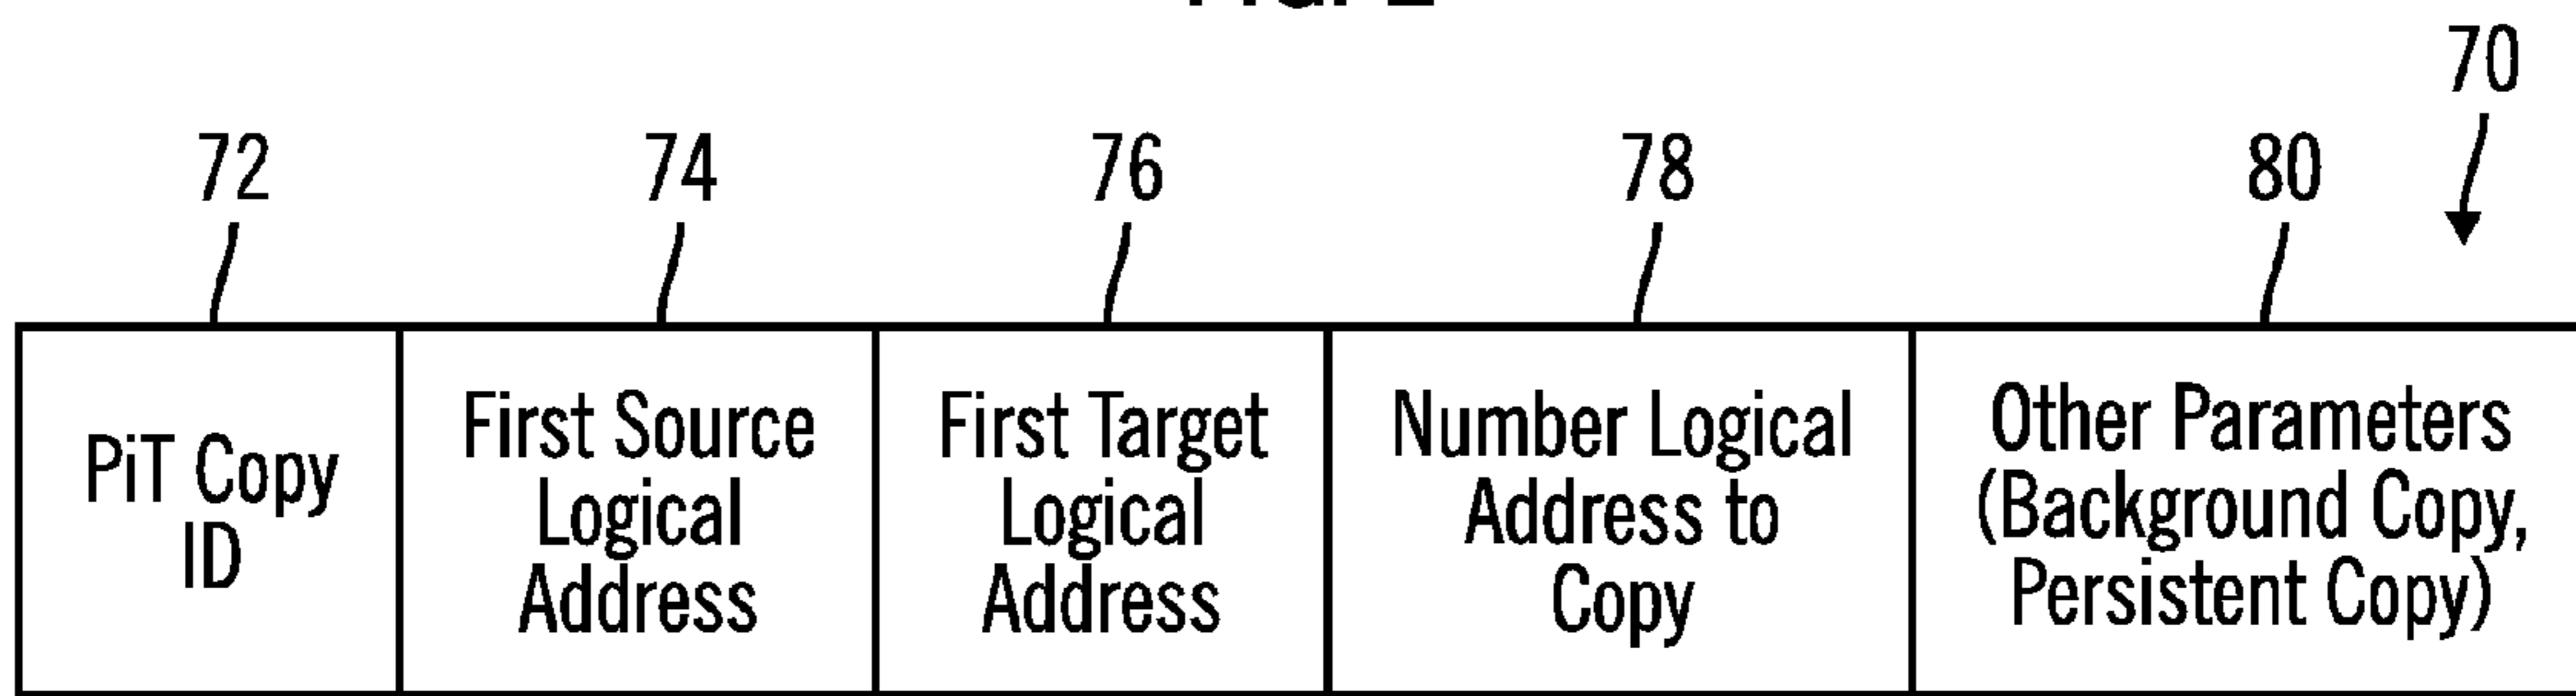 70
72 74 76 78 80
PiT Copy
ID
First Source
Logical
Address
First Target
Logical
Address
Number Logical
Address to
Copy
Other Parameters
(Background Copy,
Persistent Copy)